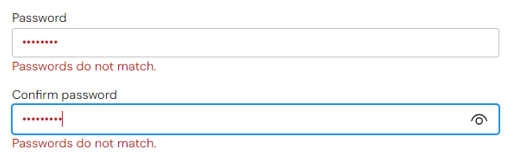 Password
••••••••
Passwords do not match.
Confirm password
•••••••••
Passwords do not match.